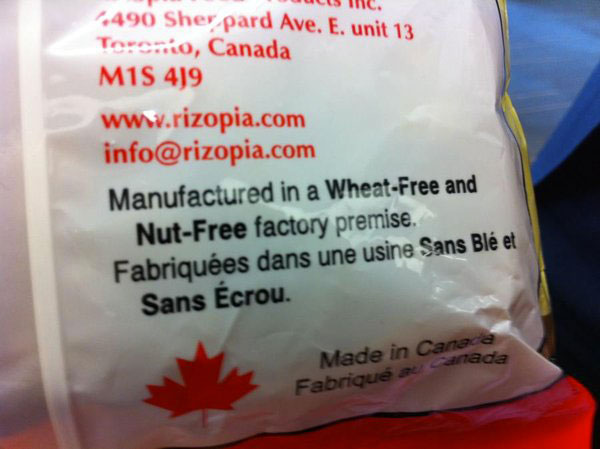 Products Inc.
4490 Sheppard Ave. E. unit 13
Toronto, Canada
M1S 4J9
www.rizopia.com
info@rizopia.com
Manufactured in a Wheat-Free and
Nut-Free factory premise.
Fabriquées dans une usine Sans Blé et
Sans Écrou.
Made in Canada
Fabriqué au Canada